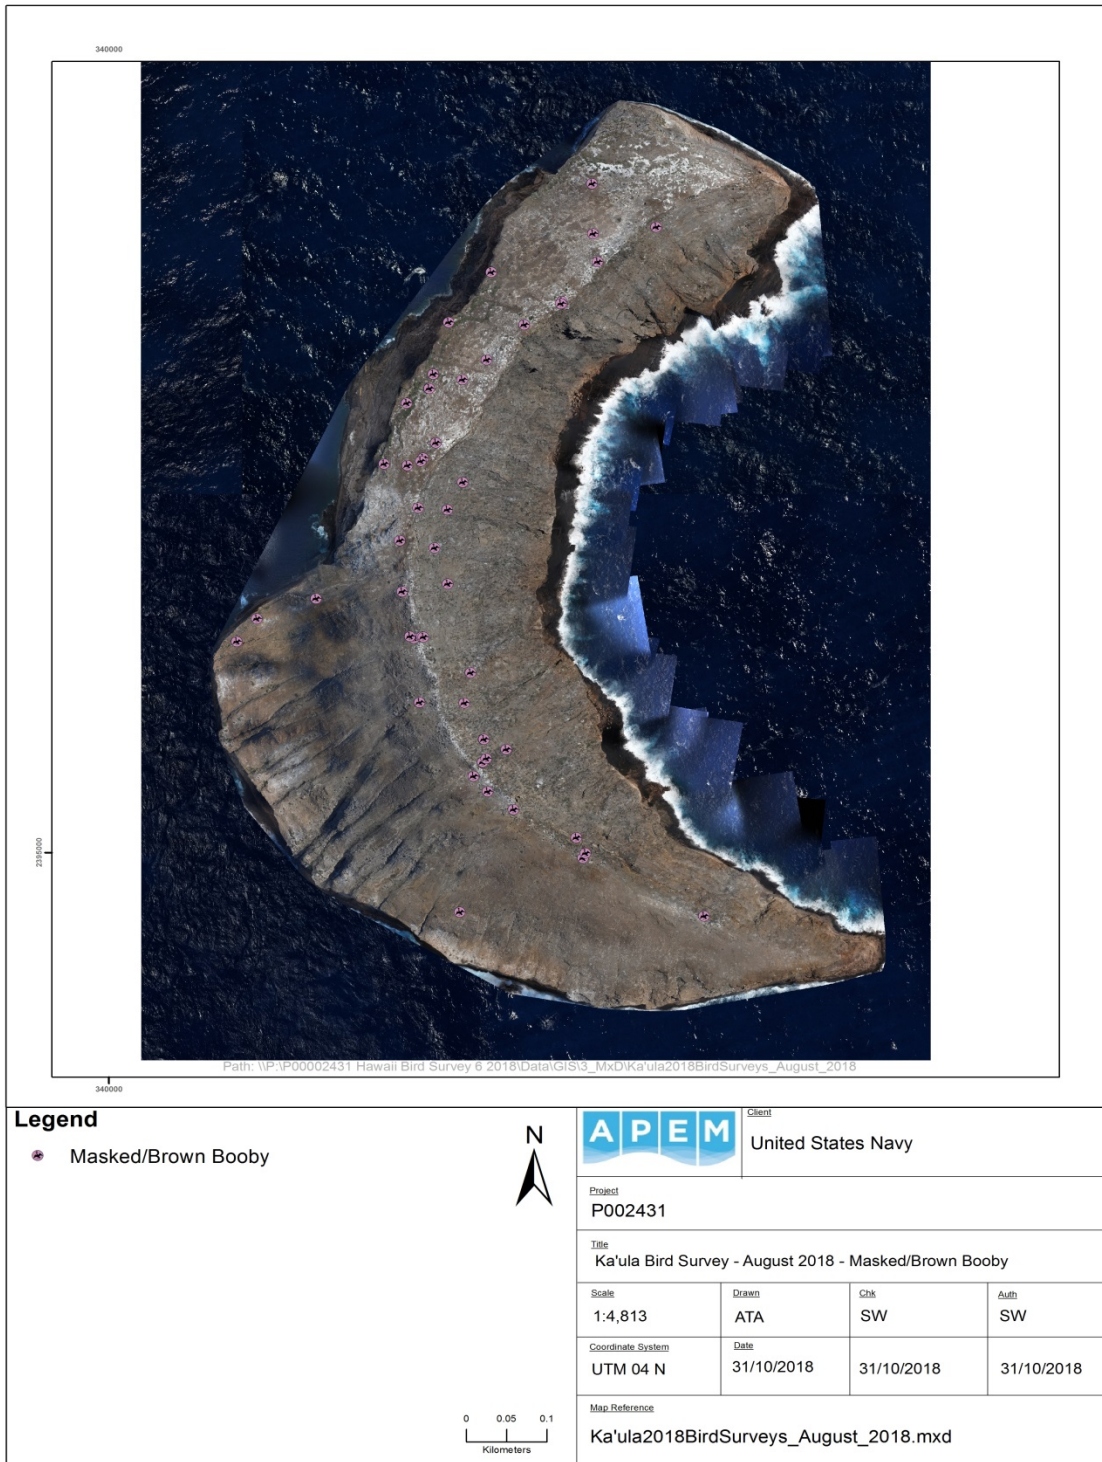 340000
2395000
Path: \\P:\P00002431 Hawaii Bird Survey 6 2018\Data\GIS\3_MxD\Ka'ula2018BirdSurveys_August_2018
340000
Legend
Masked/Brown Booby
N
0 0.05 0.1
Kilometers
APEM
Client
United States Navy
Project
P002431
Title
Ka'ula Bird Survey - August 2018 - Masked/Brown Booby
Scale
1:4,813
Drawn
ATA
Chk
SW
Auth
SW
Coordinate System
UTM 04 N
Date
31/10/2018
31/10/2018
31/10/2018
Map Reference
Ka'ula2018BirdSurveys_August_2018.mxd